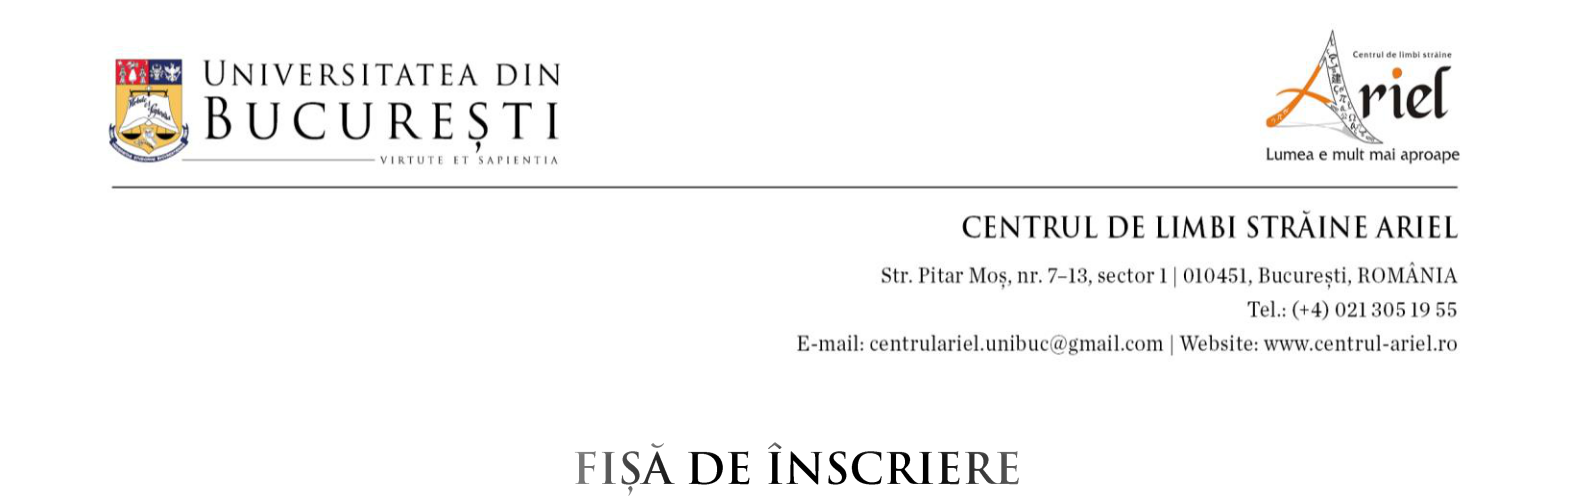 UNIVERSITATEA DIN
BUCUREȘTI
VIRTUTE ET SAPIENTIA
Centrul de limbi străine
Ariel
Lumea e mult mai aproape
CENTRUL DE LIMBI STRĂINE ARIEL
Str. Pitar Moș, nr. 7–13, sector 1 | 010451, București, ROMÂNIA
Tel.: (+4) 021 305 19 55
E-mail: centrulariel.unibuc@gmail.com | Website: www.centrul-ariel.ro
FIȘĂ DE ÎNSCRIERE